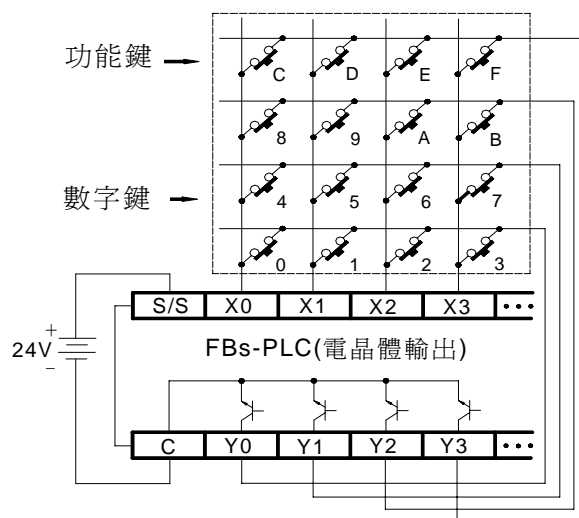 功能鍵
C D E F
8 9 A B
數字鍵
4 5 6 7
0 1 2 3
S/S X0 X1 X2 X3 •••
+
24V
−
FBs-PLC(電晶體輸出)
C Y0 Y1 Y2 Y3 •••